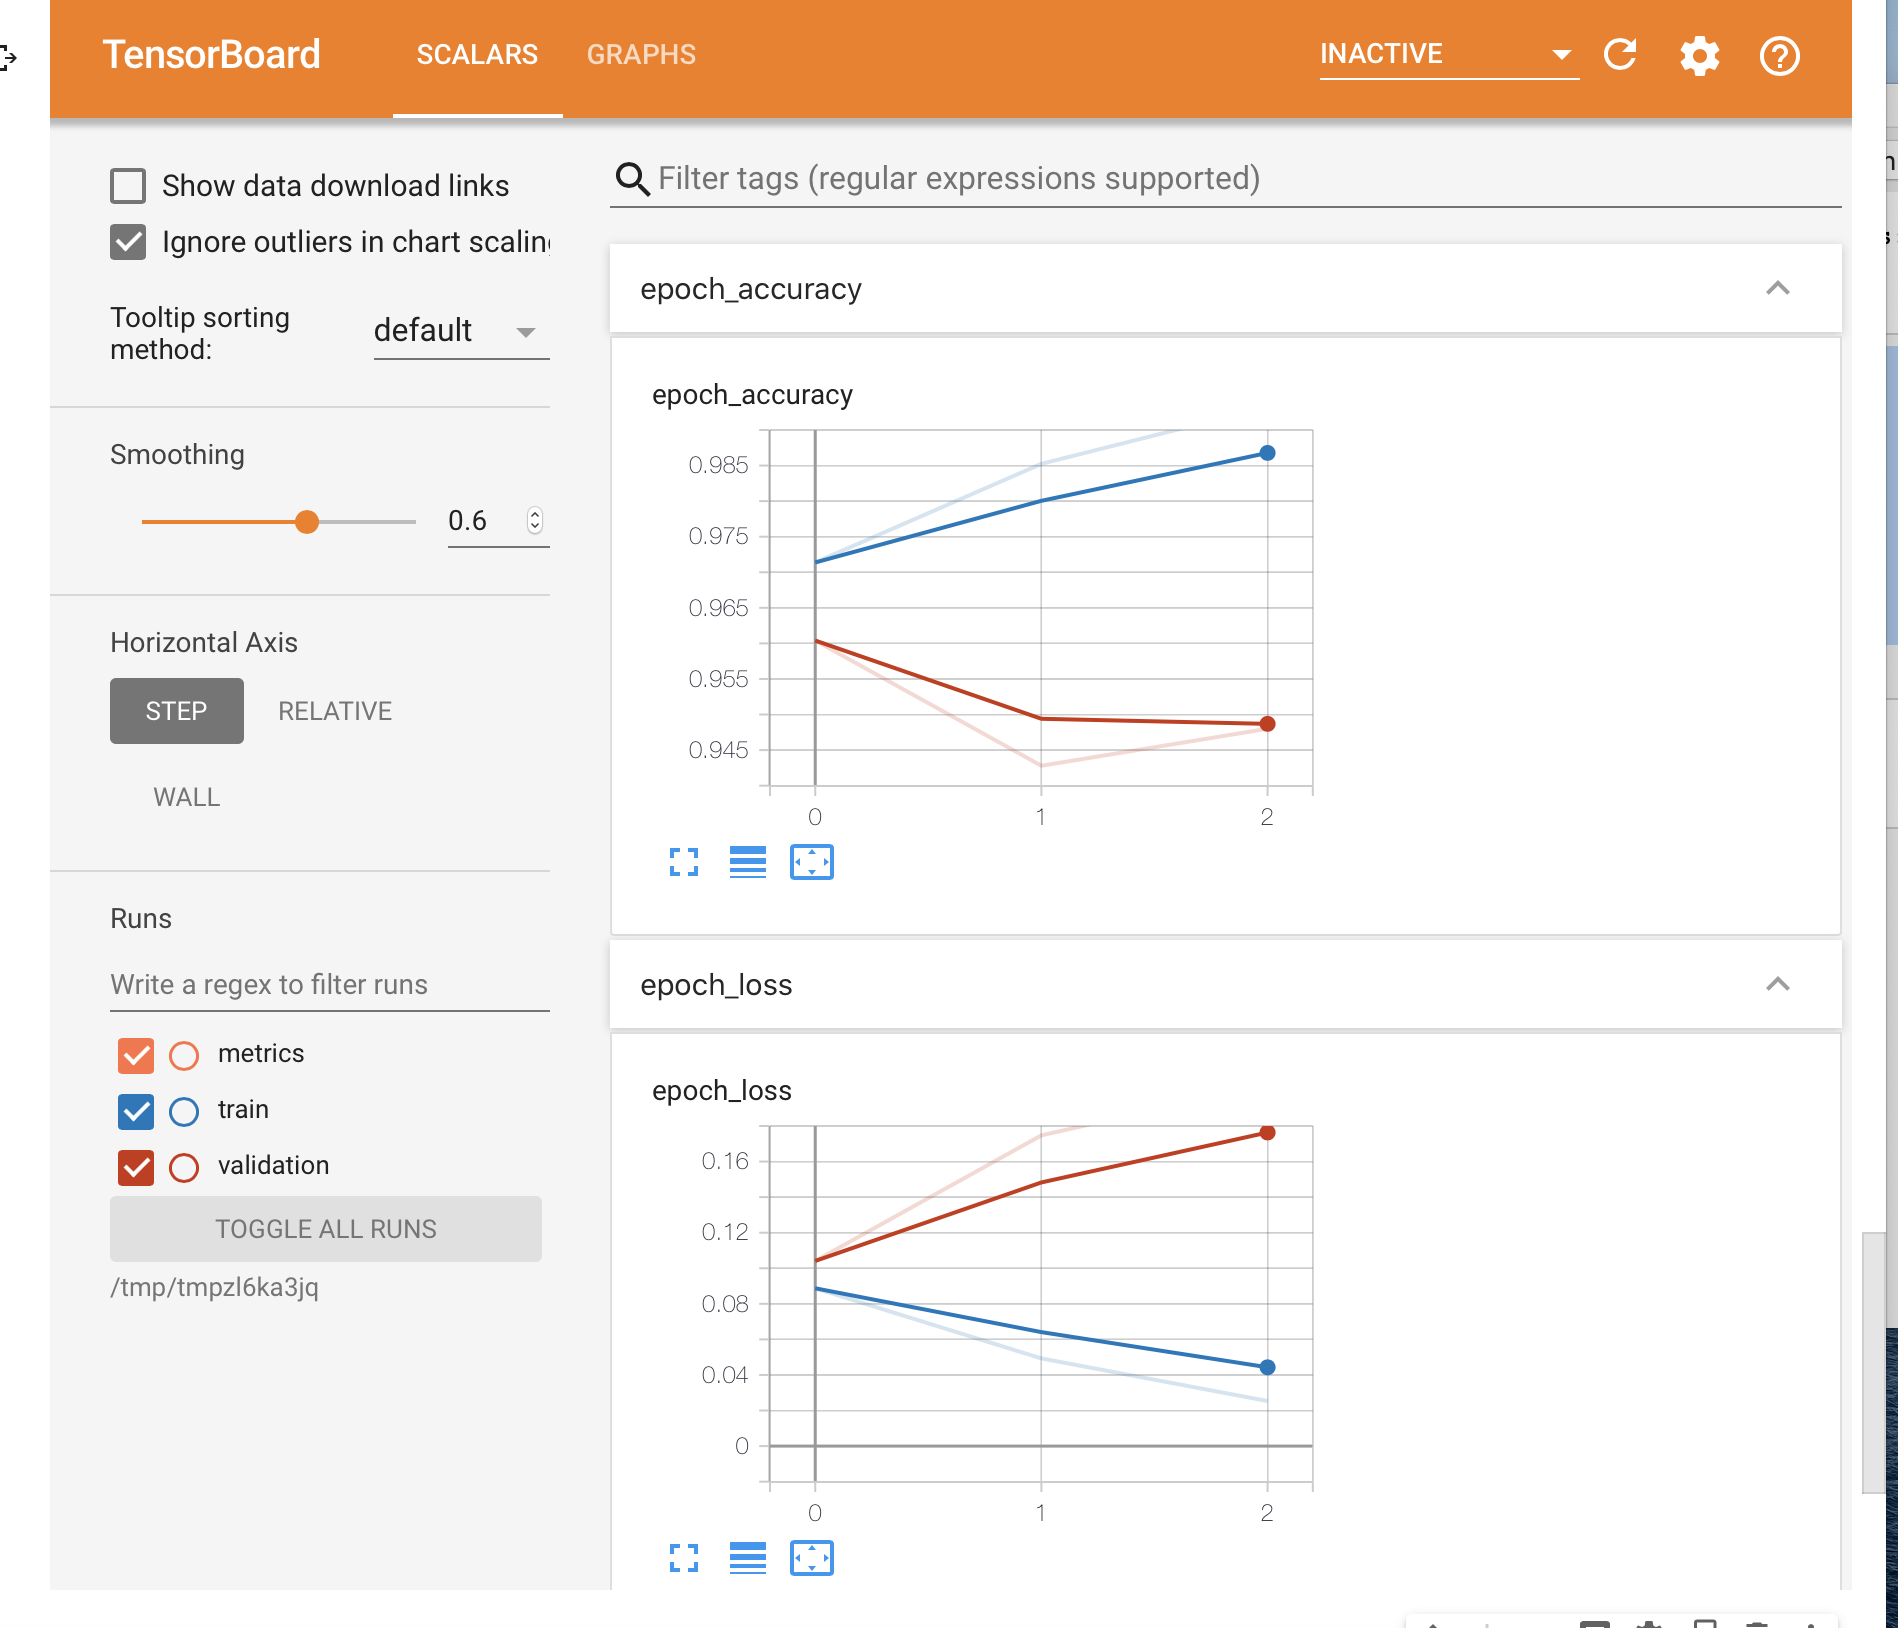 TensorBoard SCALARS GRAPHS INACTIVE
Show data download links
Ignore outliers in chart scaling
Tooltip sorting
method:
default
Smoothing
0.6
Horizontal Axis
STEP RELATIVE
WALL
Runs
Write a regex to filter runs
metrics
train
validation
TOGGLE ALL RUNS
/tmp/tmpzl6ka3jq
Filter tags (regular expressions supported)
epoch_accuracy
epoch_accuracy
0.985
0.975
0.965
0.955
0.945
0 1 2
epoch_loss
epoch_loss
0.16
0.12
0.08
0.04
0
0 1 2